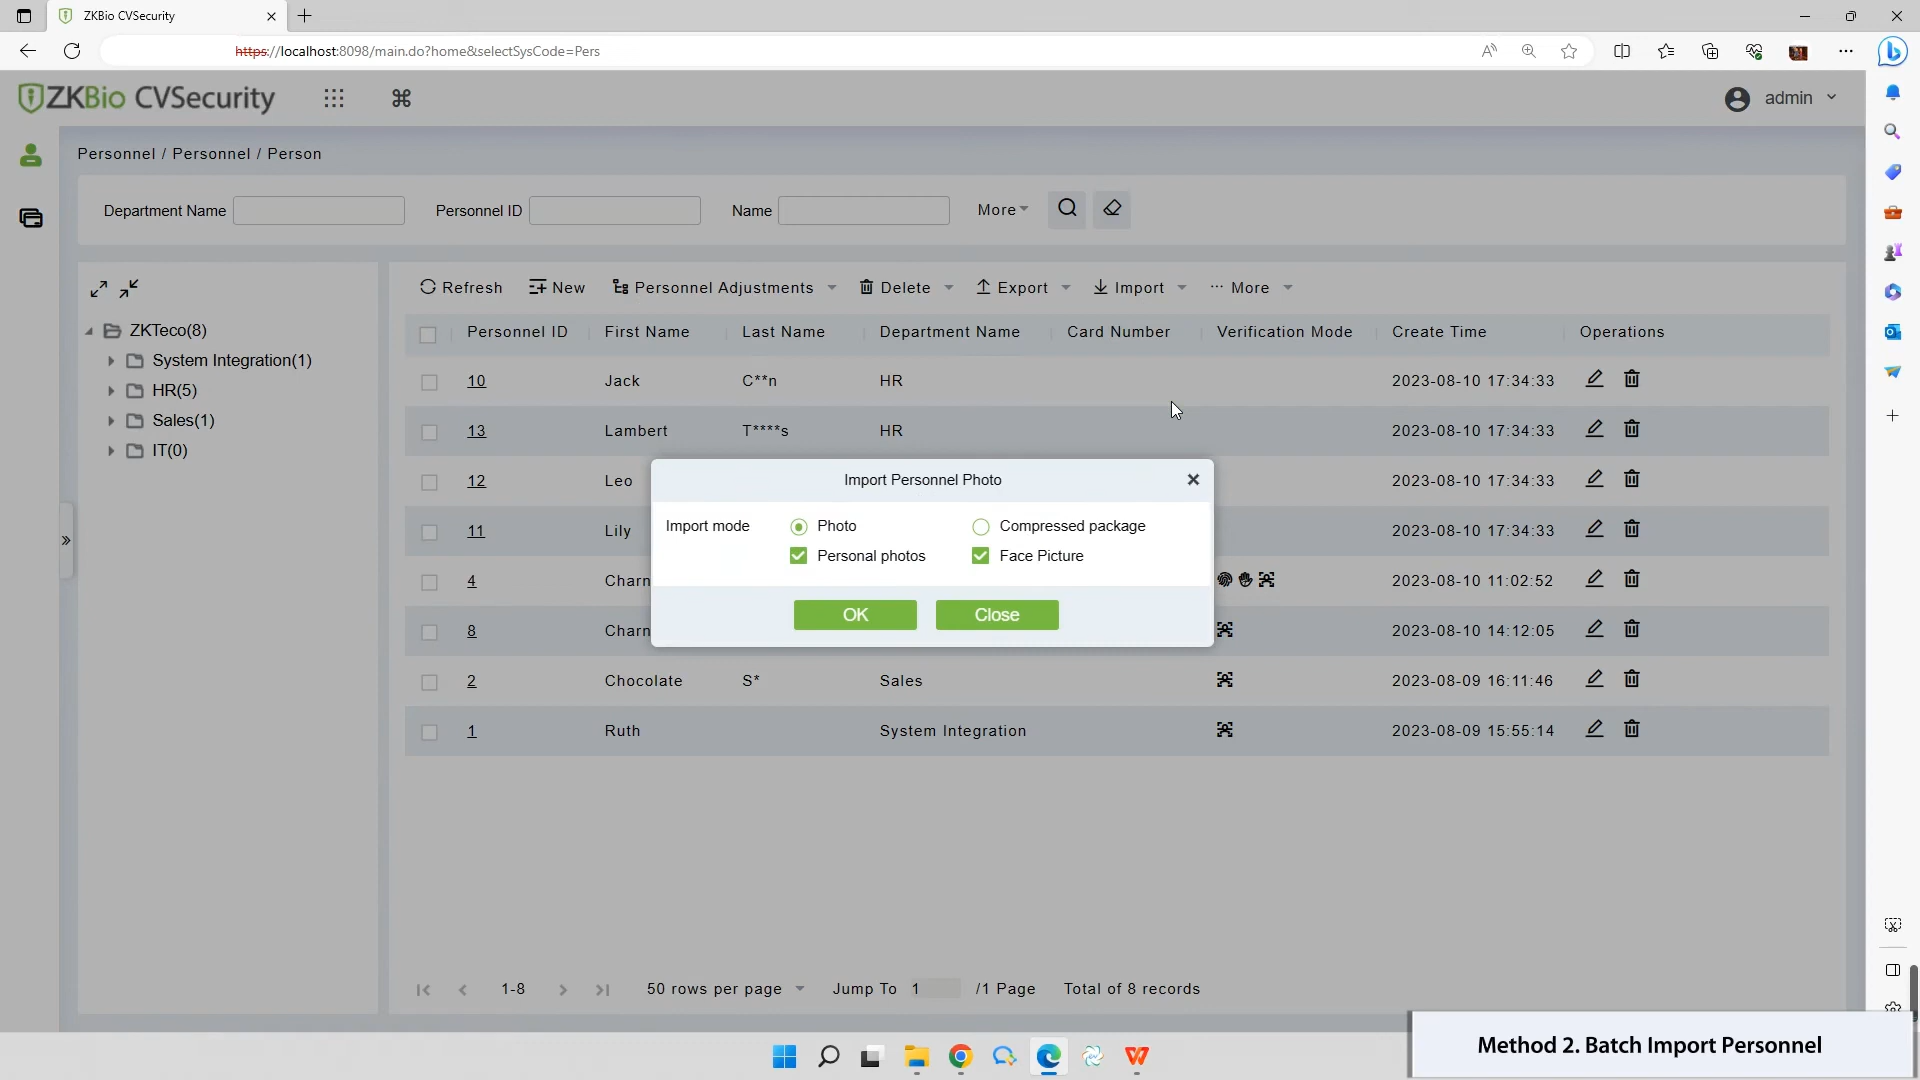 ZKBio CVSecurity
https://localhost:8098/main.do?home&selectSysCode=Pers
ZKBio CVSecurity
admin
Personnel / Personnel / Person
Department Name
Personnel ID
Name
More
Refresh
New
Personnel Adjustments
Delete
Export
Import
More
ZKTeco(8)
System Integration(1)
HR(5)
Sales(1)
IT(0)
Personnel ID First Name Last Name Department Name Card Number Verification Mode Create Time Operations
10 Jack C**n HR 2023-08-10 17:34:33
13 Lambert T****s HR 2023-08-10 17:34:33
12 Leo 2023-08-10 17:34:33
11 Lily 2023-08-10 17:34:33
4 Charn 2023-08-10 11:02:52
8 Charn 2023-08-10 14:12:05
2 Chocolate S* Sales 2023-08-09 16:11:46
1 Ruth System Integration 2023-08-09 15:55:14
Import Personnel Photo
Import mode Photo Compressed package
Personal photos Face Picture
OK Close
1-8 50 rows per page Jump To 1 /1 Page Total of 8 records
Method 2. Batch Import Personnel